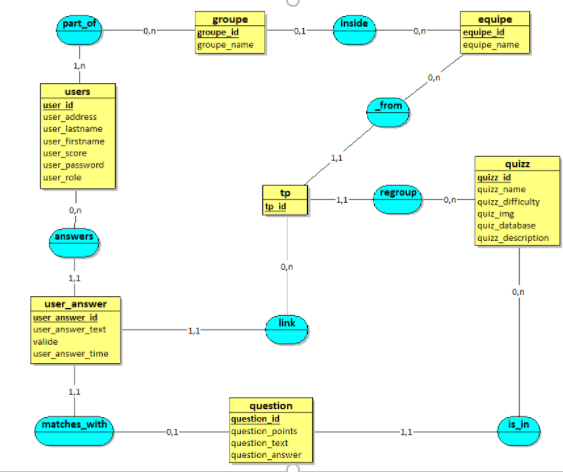 part_of
0,n
groupe
groupe_id
groupe_name
0,1
inside
0,n
equipe
equipe_id
equipe_name
1,n
0,n
users
user_id
user_address
user_lastname
user_firstname
user_score
user_password
user_role
_from
1,1
quizz
quizz_id
quizz_name
quizz_difficulty
quiz_img
quiz_database
quizz_description
tp
tp_id
1,1
regroup
0,n
0,n
answers
1,1
0,n
0,n
user_answer
user_answer_id
user_answer_text
valide
user_answer_time
1,1
link
1,1
matches_with
0,1
question
question_id
question_points
question_text
question_answer
1,1
is_in